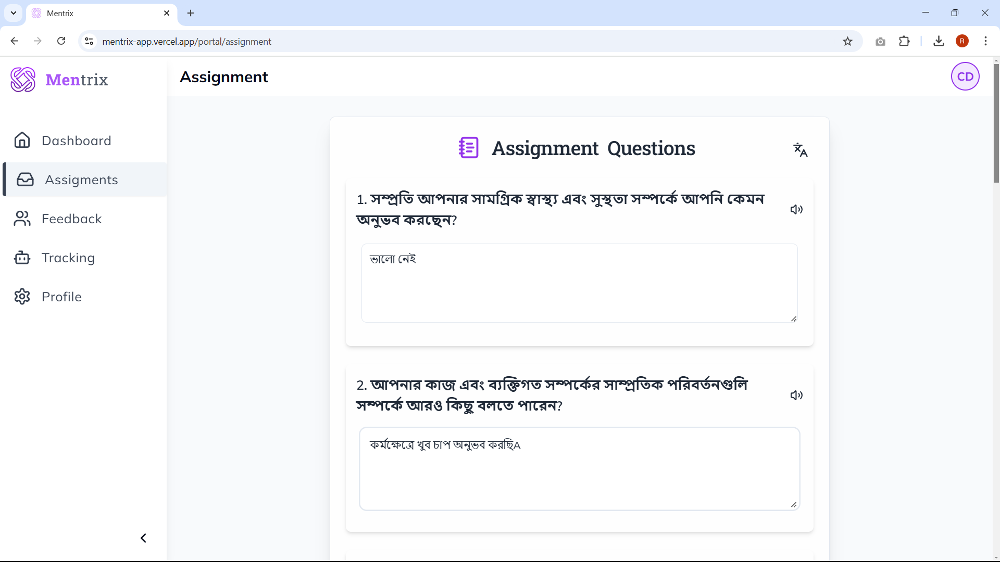 Mentrix
mentrix-app.vercel.app/portal/assignment
R
Mentrix
Assignment
CD
Dashboard
Assigments
Feedback
Tracking
Profile
Assignment Questions
1. সম্প্রতি আপনার সামগ্রিক স্বাস্থ্য এবং সুস্থতা সম্পর্কে আপনি কেমন
অনুভব করছেন?
ভালো নেই
2. আপনার কাজ এবং ব্যক্তিগত সম্পর্কের সাম্প্রতিক পরিবর্তনগুলি
সম্পর্কে আরও কিছু বলতে পারেন?
কর্মক্ষেত্রে খুব চাপ অনুভব করছিA